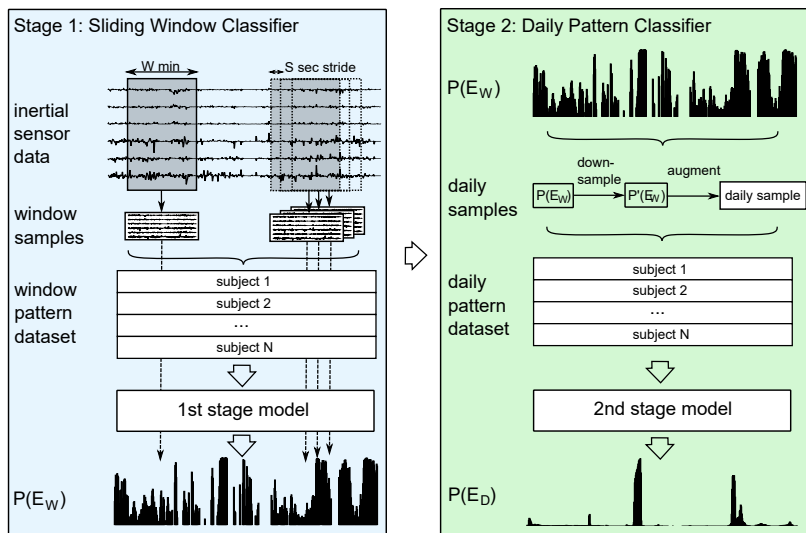 Stage 1: Sliding Window Classifier
W min
S sec stride
inertial
sensor
data
window
samples
window
pattern
dataset
subject 1
subject 2
...
subject N
1st stage model
P(E_W)
Stage 2: Daily Pattern Classifier
P(E_W)
daily
samples
down-
sample
augment
P(E_W)
P'(E_W)
daily sample
daily
pattern
dataset
subject 1
subject 2
...
subject N
2nd stage model
P(E_D)